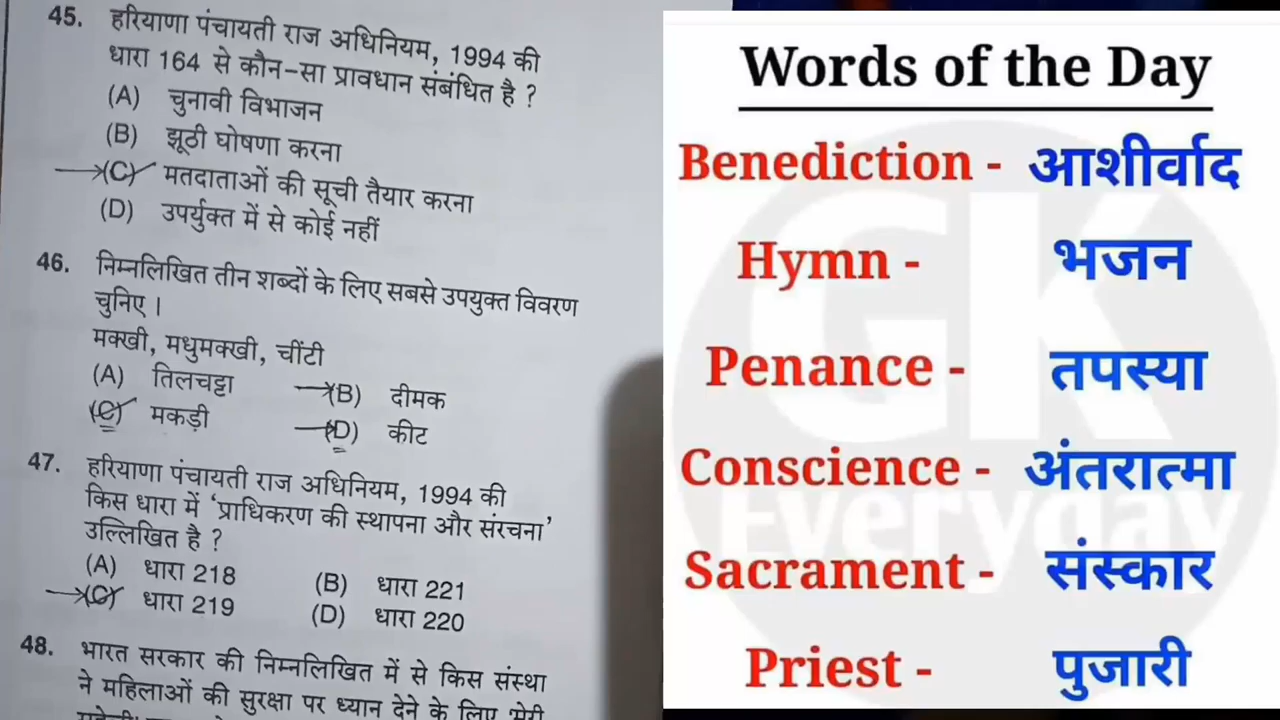 45. हरियाणा पंचायती राज अधिनियम, 1994 की
धारा 164 से कौन-सा प्रावधान संबंधित है ?
(A) चुनावी विभाजन
(B) झूठी घोषणा करना
(C) मतदाताओं की सूची तैयार करना
(D) उपर्युक्त में से कोई नहीं
46. निम्नलिखित तीन शब्दों के लिए सबसे उपयुक्त विवरण
चुनिए ।
मक्खी, मधुमक्खी, चींटी
(A) तिलचट्टा (B) दीमक
(C) मकड़ी (D) कीट
47. हरियाणा पंचायती राज अधिनियम, 1994 की
किस धारा में ‘प्राधिकरण की स्थापना और संरचना’
उल्लिखित है ?
(A) धारा 218 (B) धारा 221
(C) धारा 219 (D) धारा 220
48. भारत सरकार की निम्नलिखित में से किस संस्था
ने महिलाओं की सुरक्षा पर ध्यान देने के लिए
Words of the Day
Benediction - आशीर्वाद
Hymn - भजन
Penance - तपस्या
Conscience - अंतरात्मा
Sacrament - संस्कार
Priest - पुजारी
GK
Everyday